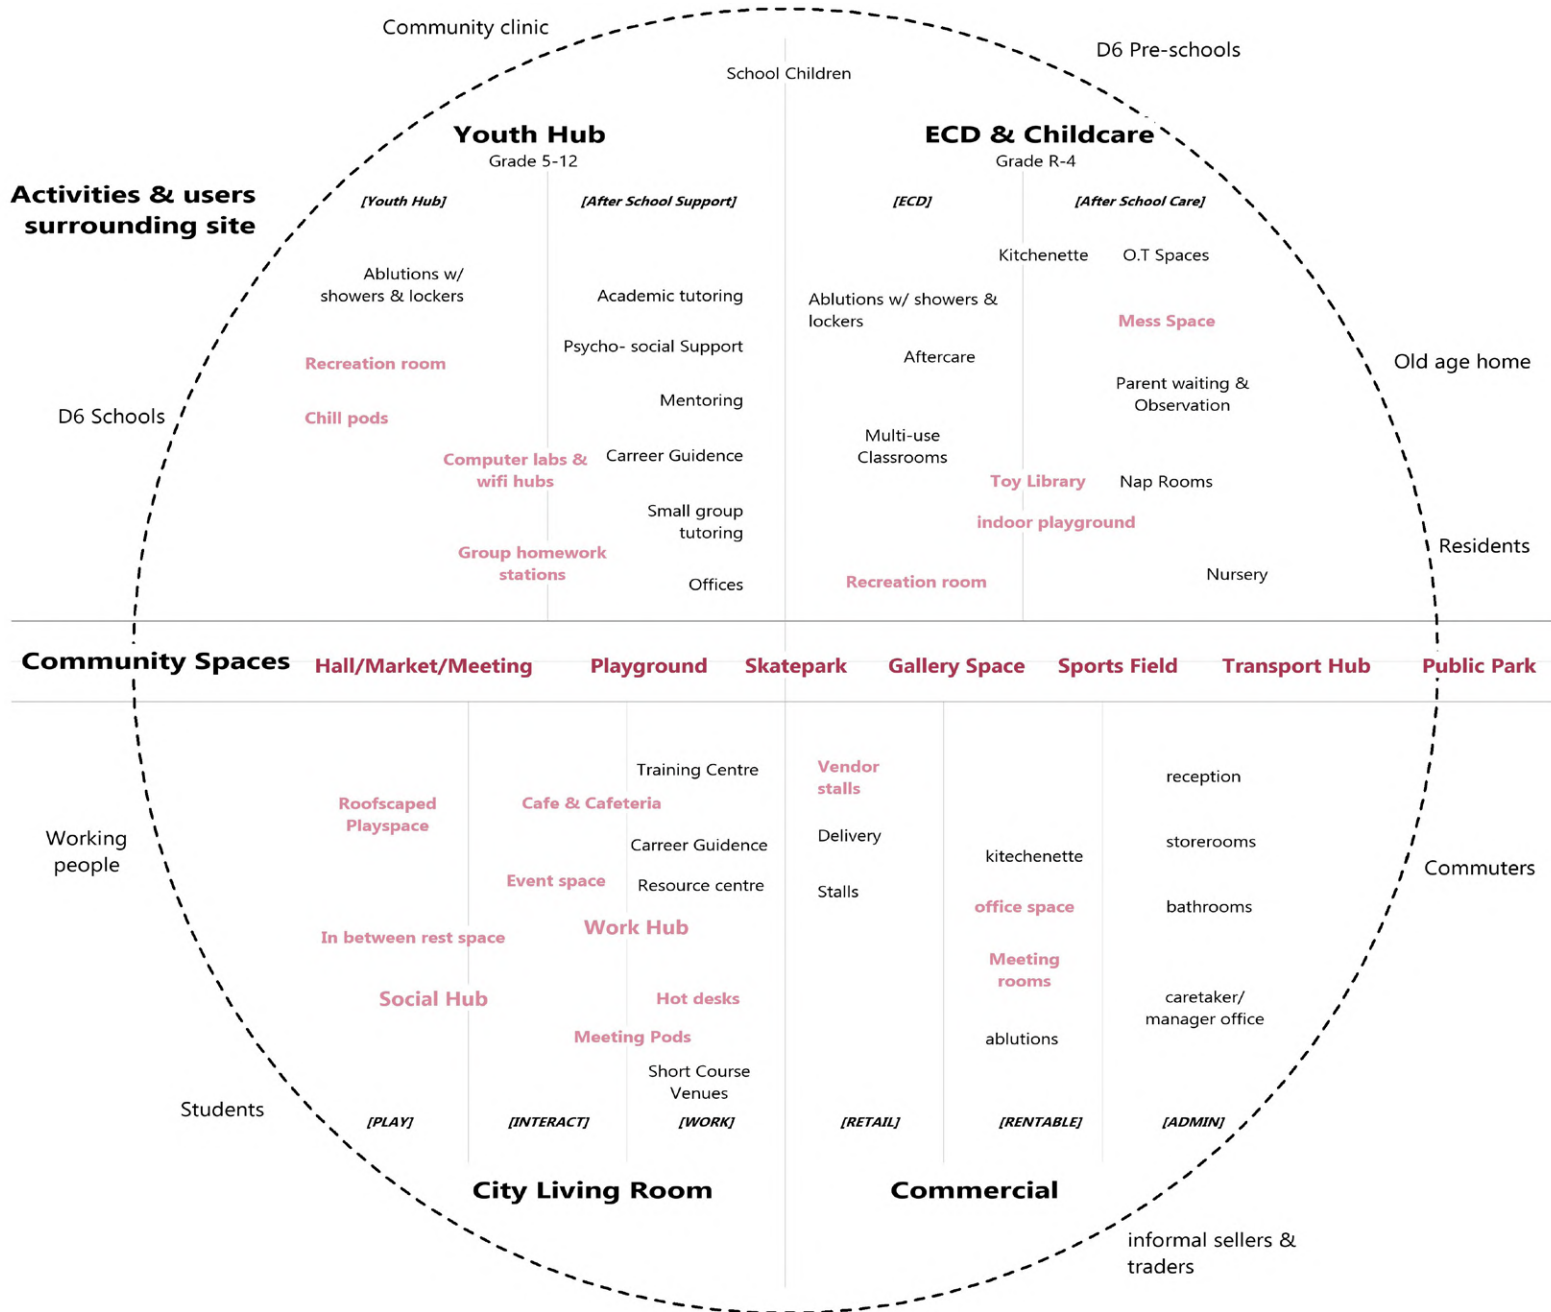 Community clinic
D6 Pre-schools
School Children
Youth Hub
Grade 5-12
ECD & Childcare
Grade R-4
Activities & users
surrounding site
[Youth Hub]
[After School Support]
[ECD]
[After School Care]
Ablutions w/
showers & lockers
Recreation room
Chill pods
Computer labs &
wifi hubs
Group homework
stations
Academic tutoring
Psycho- social Support
Mentoring
Carreer Guidence
Small group
tutoring
Offices
Kitchenette
O.T Spaces
Ablutions w/ showers &
lockers
Mess Space
Aftercare
Parent waiting &
Observation
Multi-use
Classrooms
Toy Library
Nap Rooms
indoor playground
Recreation room
Nursery
D6 Schools
Old age home
Residents
Community Spaces
Hall/Market/Meeting
Playground
Skatepark
Gallery Space
Sports Field
Transport Hub
Public Park
Working
people
Students
Roofscaped
Playspace
In between rest space
Social Hub
Cafe & Cafeteria
Event space
Work Hub
Meeting Pods
Training Centre
Carreer Guidance
Resource centre
Hot desks
Short Course
Venues
Vendor
stalls
Delivery
Stalls
kitechenette
office space
Meeting
rooms
ablutions
reception
storerooms
bathrooms
caretaker/
manager office
Commuters
[PLAY]
[INTERACT]
[WORK]
[RETAIL]
[RENTABLE]
[ADMIN]
City Living Room
Commercial
informal sellers &
traders